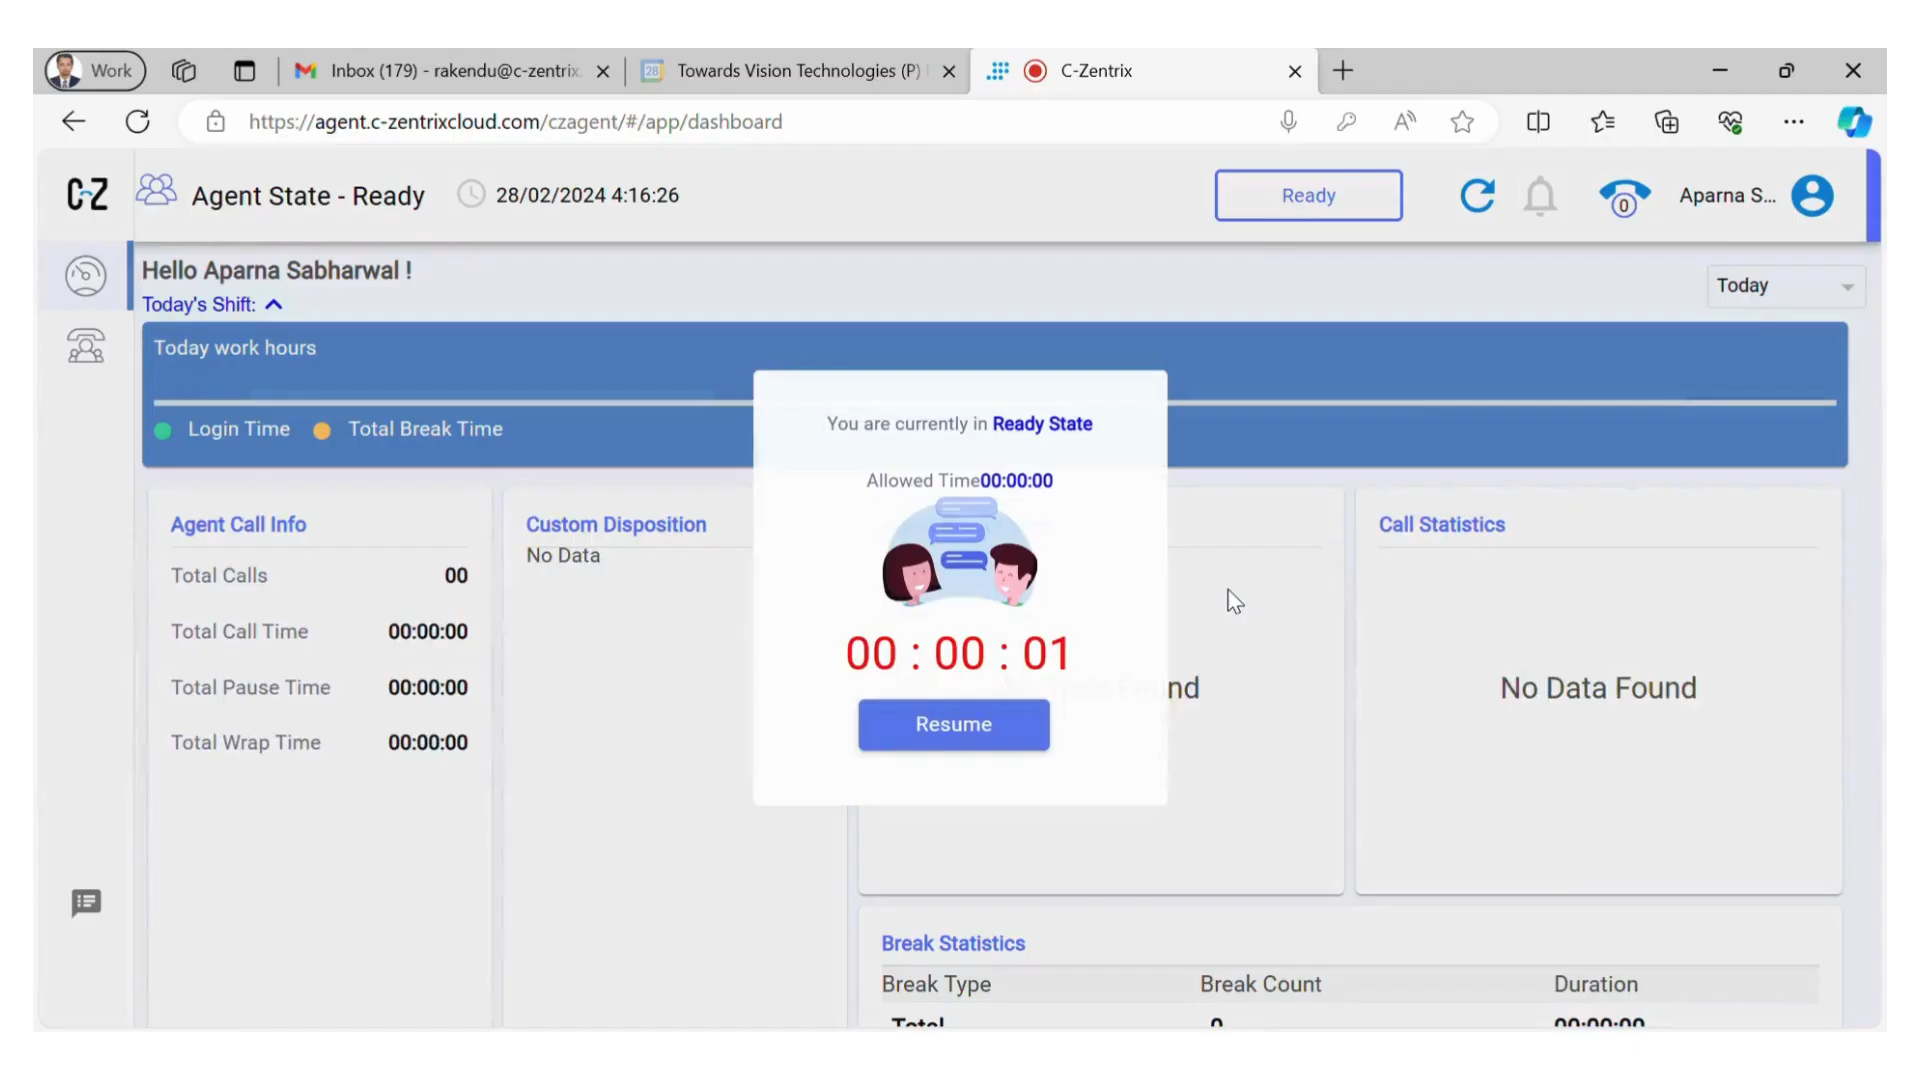 Work
Inbox (179) - rakendu@c-zentrix.
28
Towards Vision Technologies (P)
C-Zentrix
https://agent.c-zentrixcloud.com/czagent/#/app/dashboard
C-Z
Agent State - Ready
28/02/2024 4:16:26
Ready
0
Aparna S...
Hello Aparna Sabharwal !
Today's Shift:
Today
Today work hours
Login Time
Total Break Time
You are currently in Ready State
Allowed Time00:00:00
00 : 00 : 01
Resume
Agent Call Info
Total Calls 00
Total Call Time 00:00:00
Total Pause Time 00:00:00
Total Wrap Time 00:00:00
Custom Disposition
No Data
nd
Call Statistics
No Data Found
Break Statistics
Break Type Break Count Duration
Total 0 00:00:00